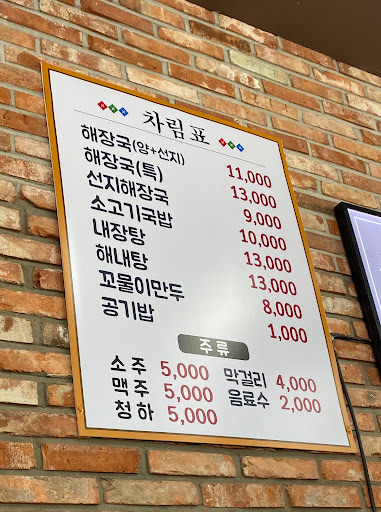 차림표
해장국(양+선지) 11,000
해장국(특) 13,000
선지해장국 9,000
소고기국밥 10,000
내장탕 13,000
해내탕 13,000
꼬물이만두 8,000
공기밥 1,000
주류
소주 5,000 막걸리 4,000
맥주 5,000 음료수 2,000
청하 5,000